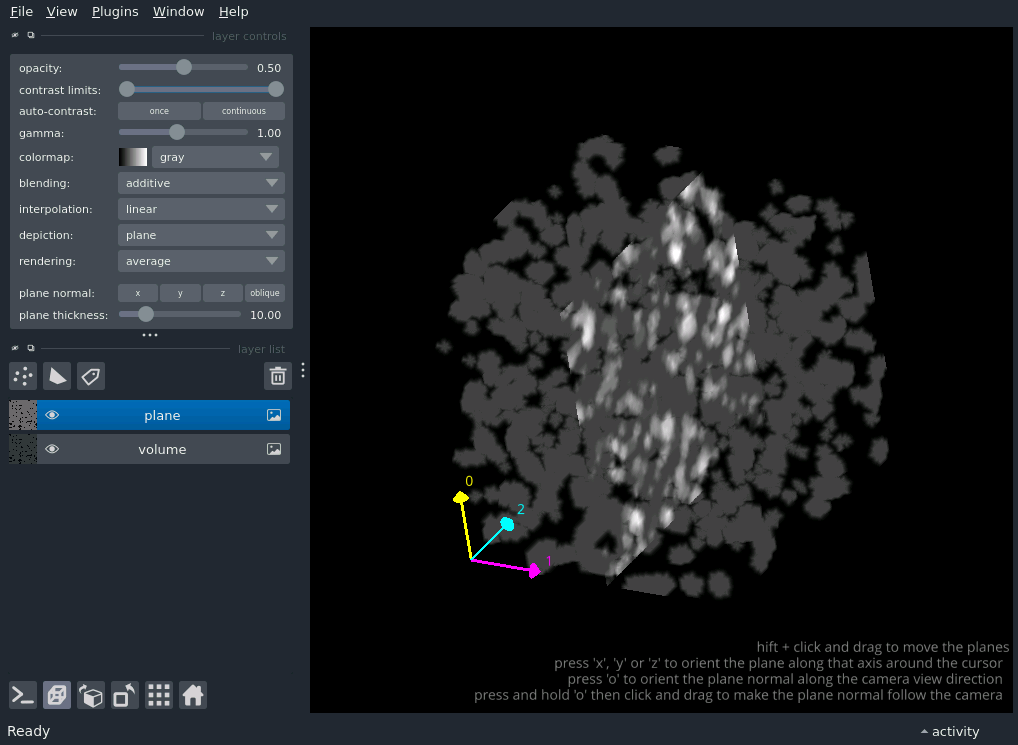 File View Plugins Window Help
layer controls
opacity: 0.50
contrast limits:
auto-contrast: once continuous
gamma: 1.00
colormap: gray
blending: additive
interpolation: linear
depiction: plane
rendering: average
plane normal: x y z oblique
plane thickness: 10.00
layer list
plane
volume
0
2
1
hift + click and drag to move the planes
press 'x', 'y' or 'z' to orient the plane along that axis around the cursor
press 'o' to orient the plane normal along the camera view direction
press and hold 'o' then click and drag to make the plane normal follow the camera
Ready
activity